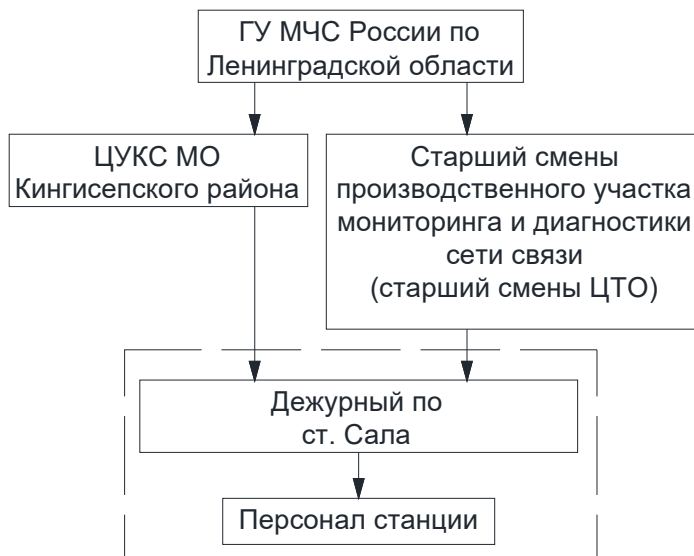 ГУ МЧС России по
Ленинградской области
ЦУКС МО
Кингисепского района
Старший смены
производственного участка
мониторинга и диагностики
сети связи
(старший смены ЦТО)
Дежурный по
ст. Сала
Персонал станции